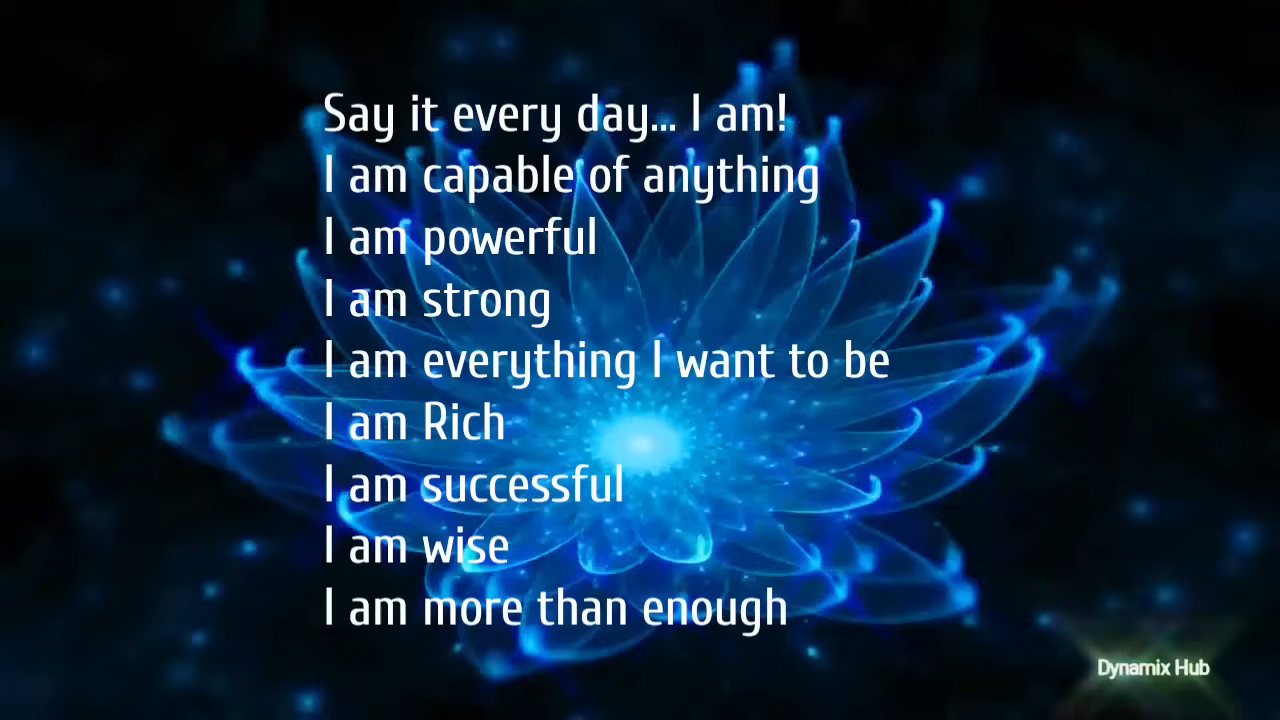 Say it every day... I am!
I am capable of anything
I am powerful
I am strong
I am everything I want to be
I am Rich
I am successful
I am wise
I am more than enough
Dynamix Hub